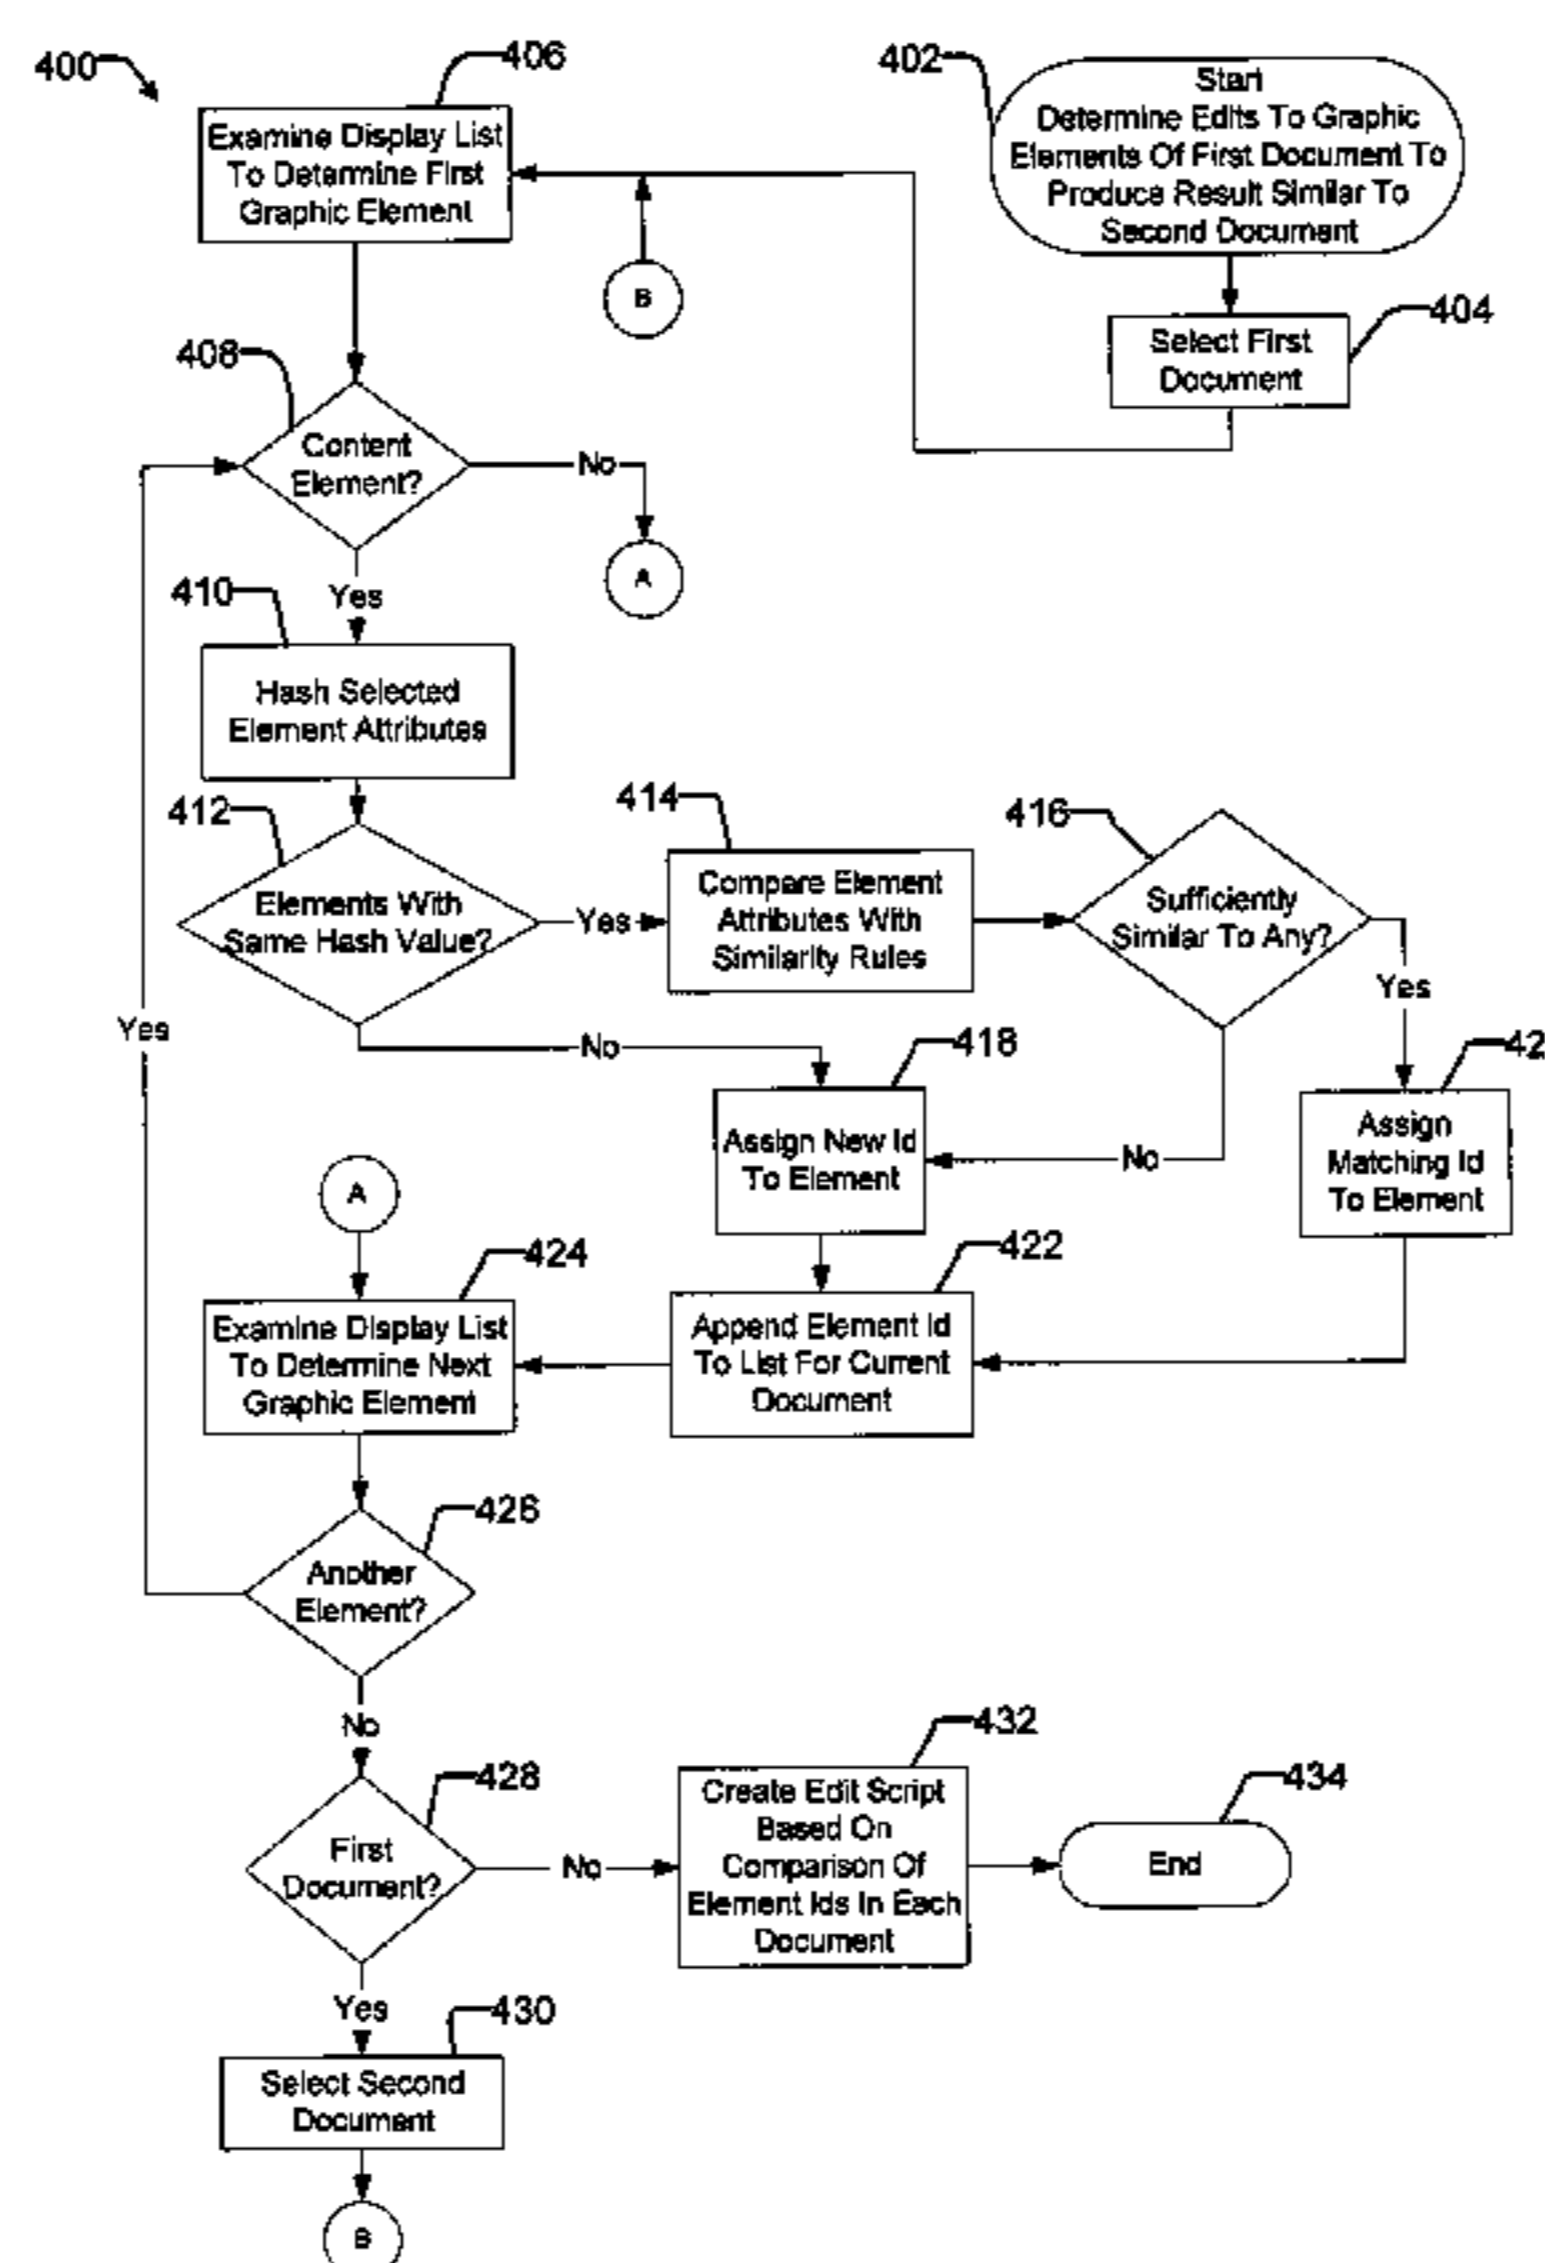 400
406
402
Start
Determine Edits To Graphic
Elements Of First Document To
Produce Result Similar To
Second Document
Examine Display List
To Determine First
Graphic Element
B
404
Select First
Document
408
Content
Element?
No
A
Yes
410
Hash Selected
Element Attributes
412
Elements With
Same Hash Value?
Yes
414
Compare Element
Attributes With
Similarity Rules
416
Sufficiently
Similar To Any?
Yes
Yes
No
418
Assign New Id
To Element
No
42
Assign
Matching Id
To Element
A
424
Examine Display List
To Determine Next
Graphic Element
422
Append Element Id
To List For Current
Document
426
Another
Element?
No
428
First
Document?
No
432
Create Edit Script
Based On
Comparison Of
Element Ids In Each
Document
434
End
Yes
430
Select Second
Document
B